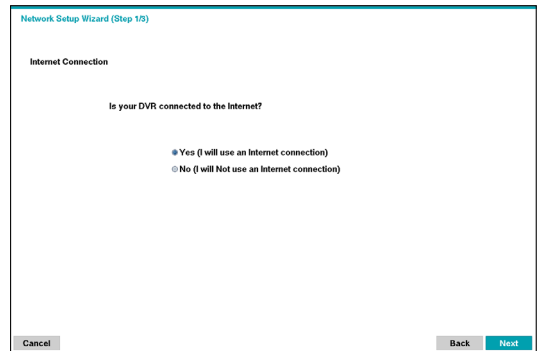 Network Setup Wizard (Step 1/3)
Internet Connection
Is your DVR connected to the Internet?
Yes (I will use an Internet connection)
No (I will Not use an Internet connection)
Cancel
Back
Next